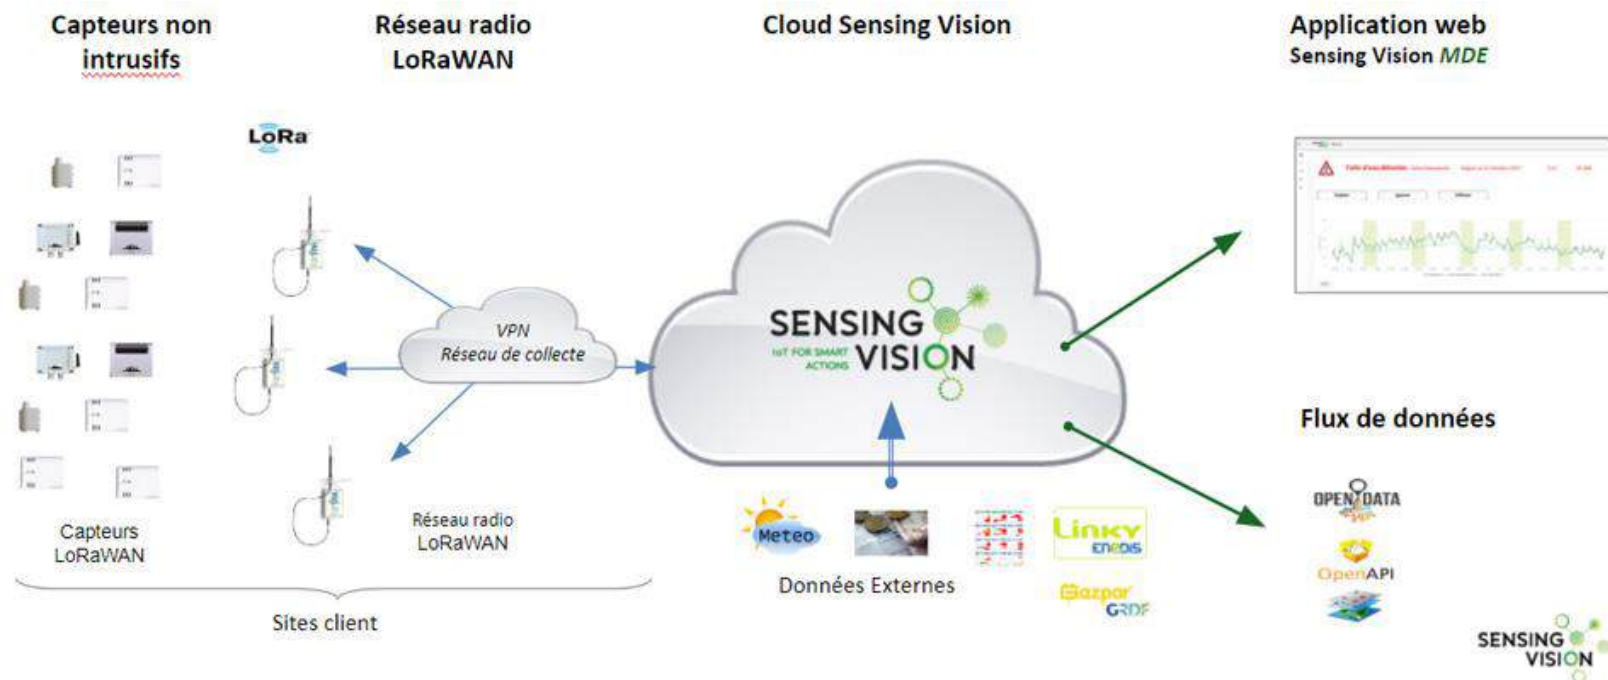 Capteurs non
intrusifs
Réseau radio
LoRaWAN
Cloud Sensing Vision
Application web
Sensing Vision MDE
LoRa
VPN
Réseau de collecte
SENSING
VISION
IoT FOR SMART
ACTIONS
Flux de données
OPEN DATA
OpenAPI
Capteurs
LoRaWAN
Réseau radio
LoRaWAN
Meteo
Linky
ENEDIS
Données Externes
Gazpar
GRDF
Sites client
SENSING
VISION